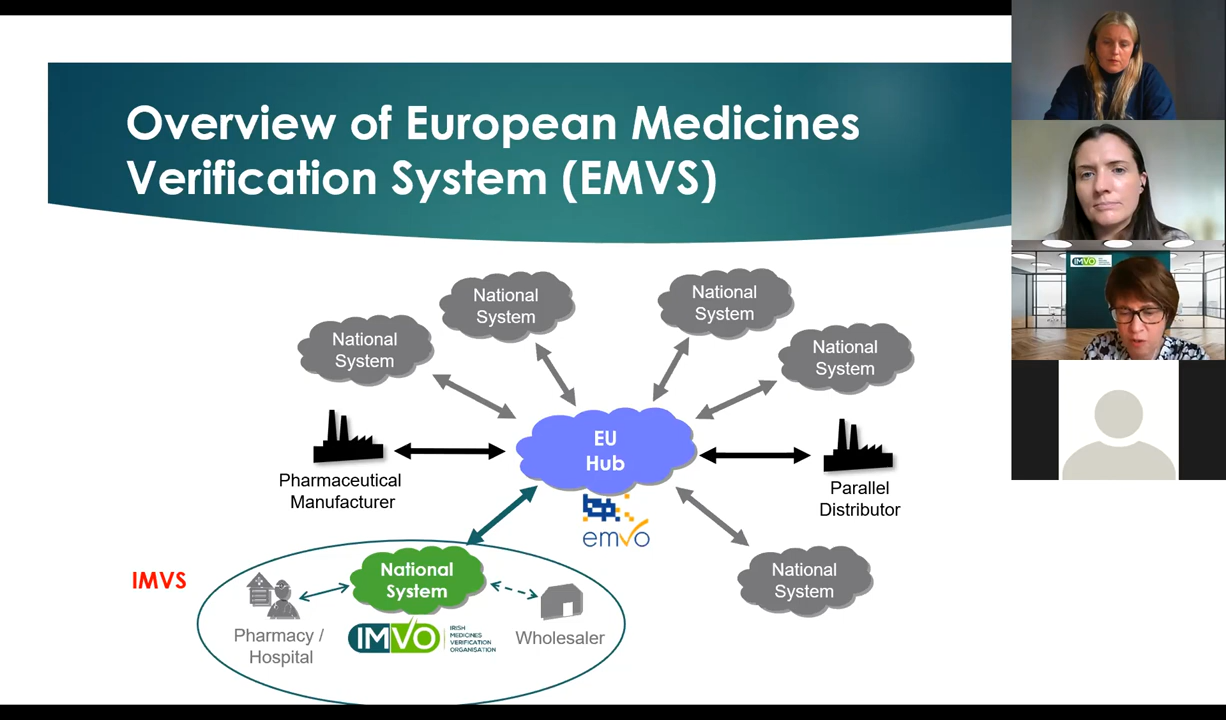 Overview of European Medicines
Verification System (EMVS)
IMVO
National
System
National
System
National
System
National
System
EU
Hub
Pharmaceutical
Manufacturer
Parallel
Distributor
emvo
IMVS
National
System
National
System
Pharmacy /
Hospital
IMVO
IRISH
MEDICINES
VERIFICATION
ORGANISATION
Wholesaler